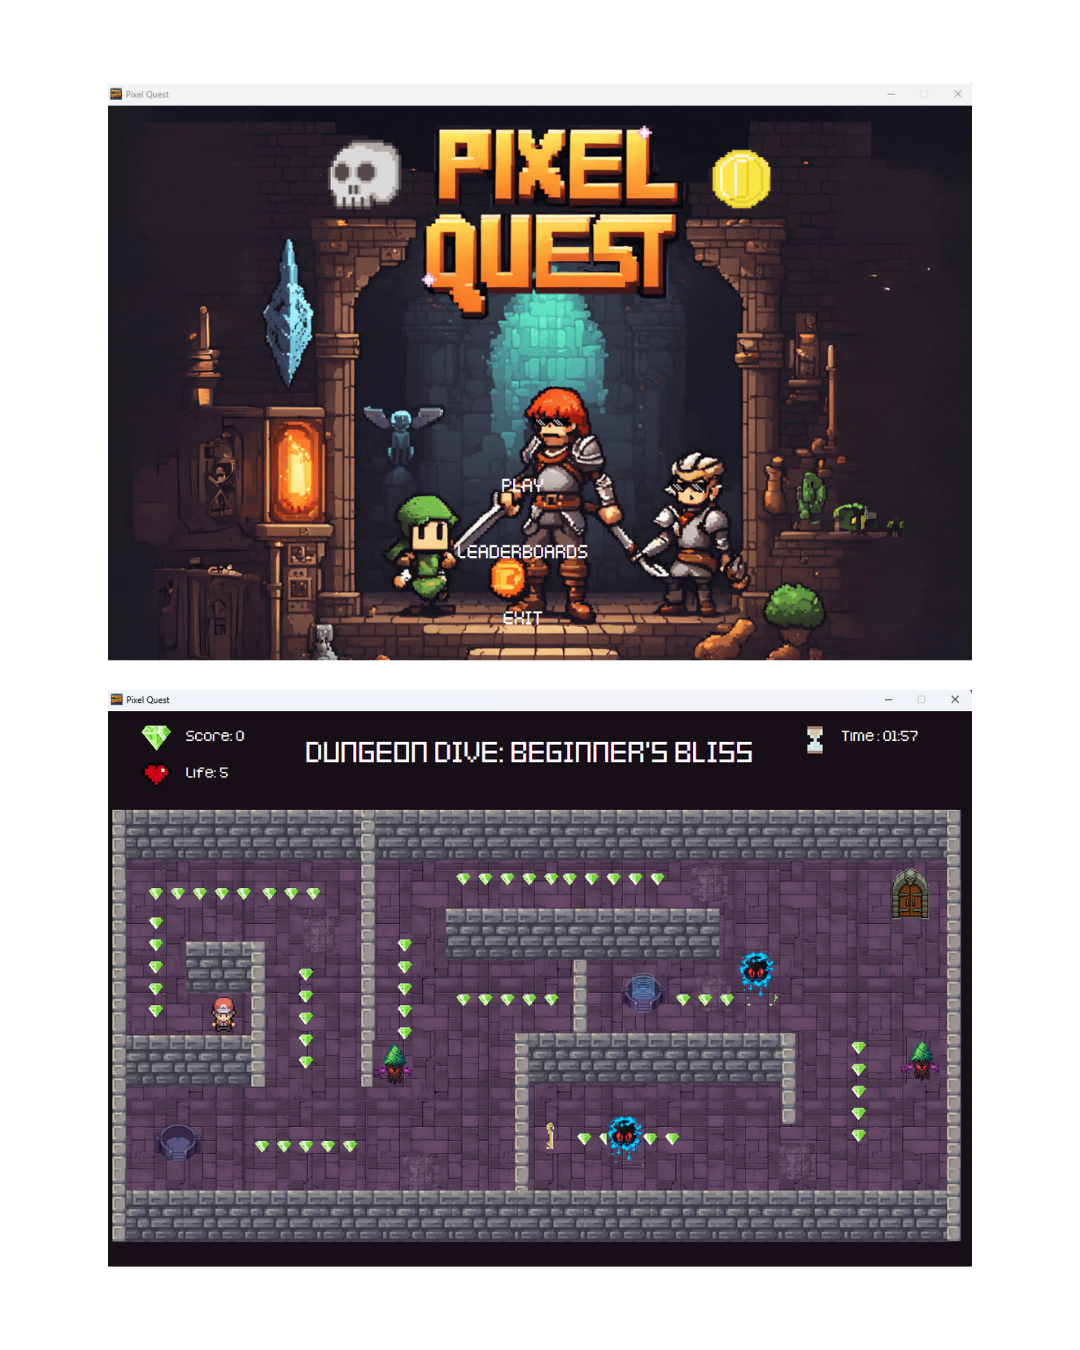 Pixel Quest
PIXEL
QUEST
PLAY
LEADERBOARDS
EXIT
Pixel Quest
Score: 0
DUNGEON DIVE: BEGINNER'S BLISS
Time : 01:57
Life: 5